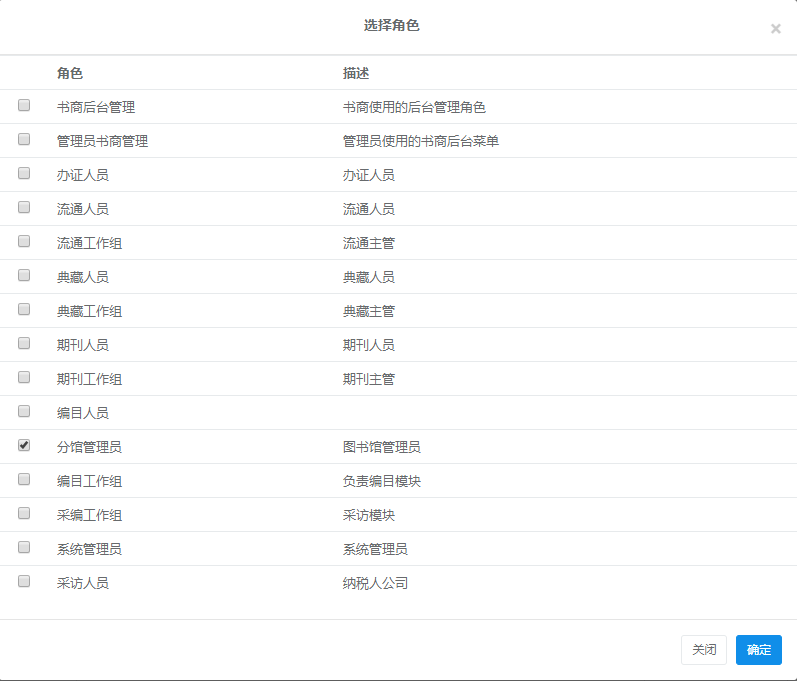 选择角色
×
角色 描述
书商后台管理 书商使用的后台管理角色
管理员书商管理 管理员使用的书商后台菜单
办证人员 办证人员
流通人员 流通人员
流通工作组 流通主管
典藏人员 典藏人员
典藏工作组 典藏主管
期刊人员 期刊人员
期刊工作组 期刊主管
编目人员
分馆管理员 图书馆管理员
编目工作组 负责编目模块
采编工作组 采访模块
系统管理员 系统管理员
采访人员 纳税人公司
关闭 确定